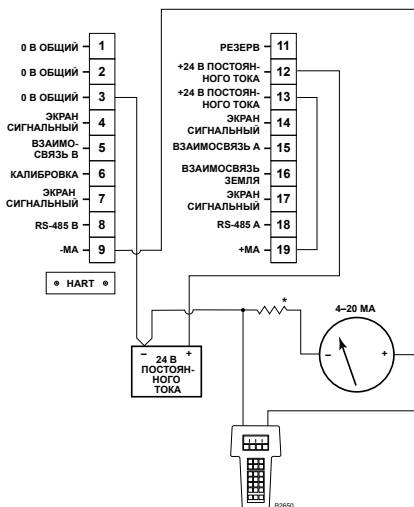 0 В ОБЩИЙ 1
0 В ОБЩИЙ 2
0 В ОБЩИЙ 3
ЭКРАН
СИГНАЛЬНЫЙ 4
ВЗАИМО-
СВЯЗЬ B 5
КАЛИБРОВКА 6
ЭКРАН
СИГНАЛЬНЫЙ 7
RS-485 B 8
-МА 9
HART
РЕЗЕРВ 11
+24 В ПОСТОЯН-
НОГО ТОКА 12
+24 В ПОСТОЯН-
НОГО ТОКА 13
ЭКРАН
СИГНАЛЬНЫЙ 14
ВЗАИМОСВЯЗЬ A 15
ВЗАИМОСВЯЗЬ
ЗЕМЛЯ 16
ЭКРАН
СИГНАЛЬНЫЙ 17
RS-485 A 18
+МА 19
*
4–20 МА
– +
– +
24 В
ПОСТОЯН-
НОГО
ТОКА
B2650